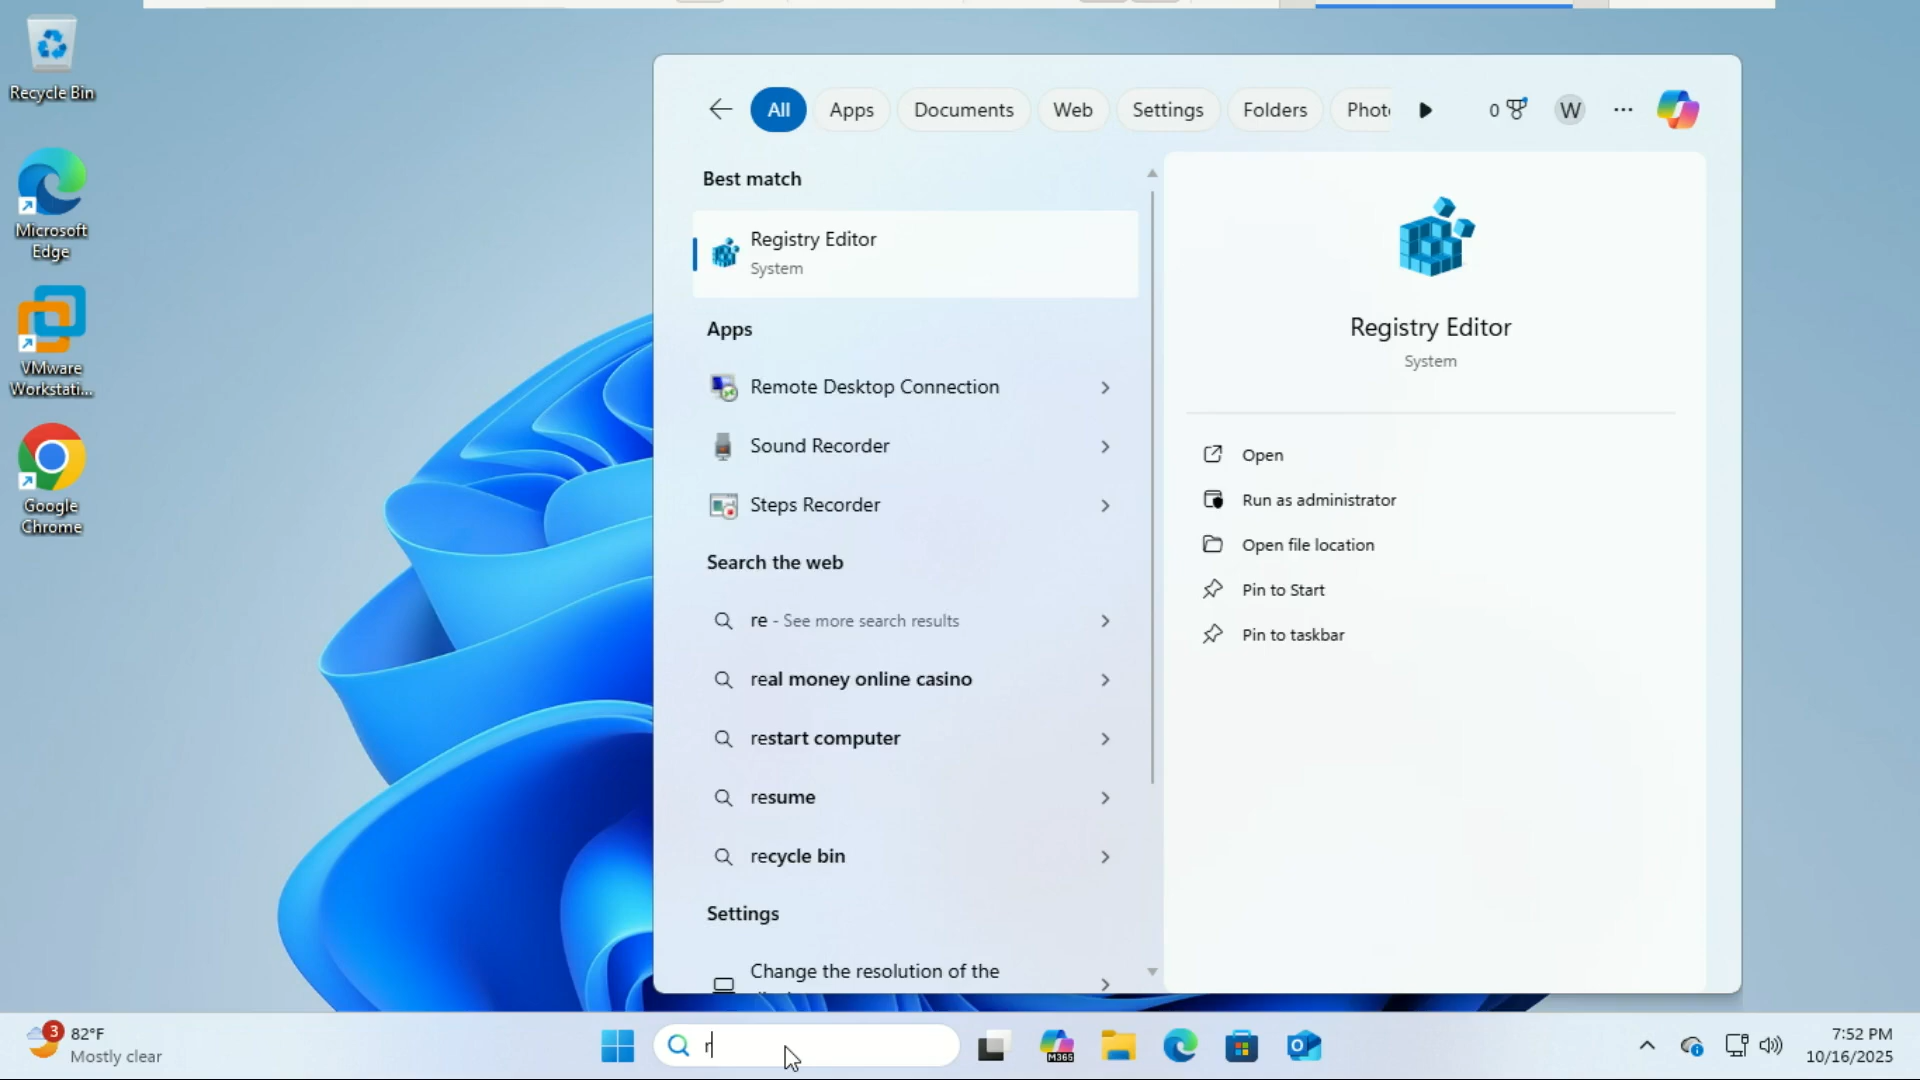 Recycle Bin
Microsoft
Edge
VMware
Workstati...
Google
Chrome
All
Apps
Documents
Web
Settings
Folders
Phot
0
W
...
Best match
Registry Editor
System
Apps
Remote Desktop Connection
Sound Recorder
Steps Recorder
Search the web
re - See more search results
real money online casino
restart computer
resume
recycle bin
Settings
Change the resolution of the
Registry Editor
System
Open
Run as administrator
Open file location
Pin to Start
Pin to taskbar
3
82°F
Mostly clear
r
M365
7:52 PM
10/16/2025